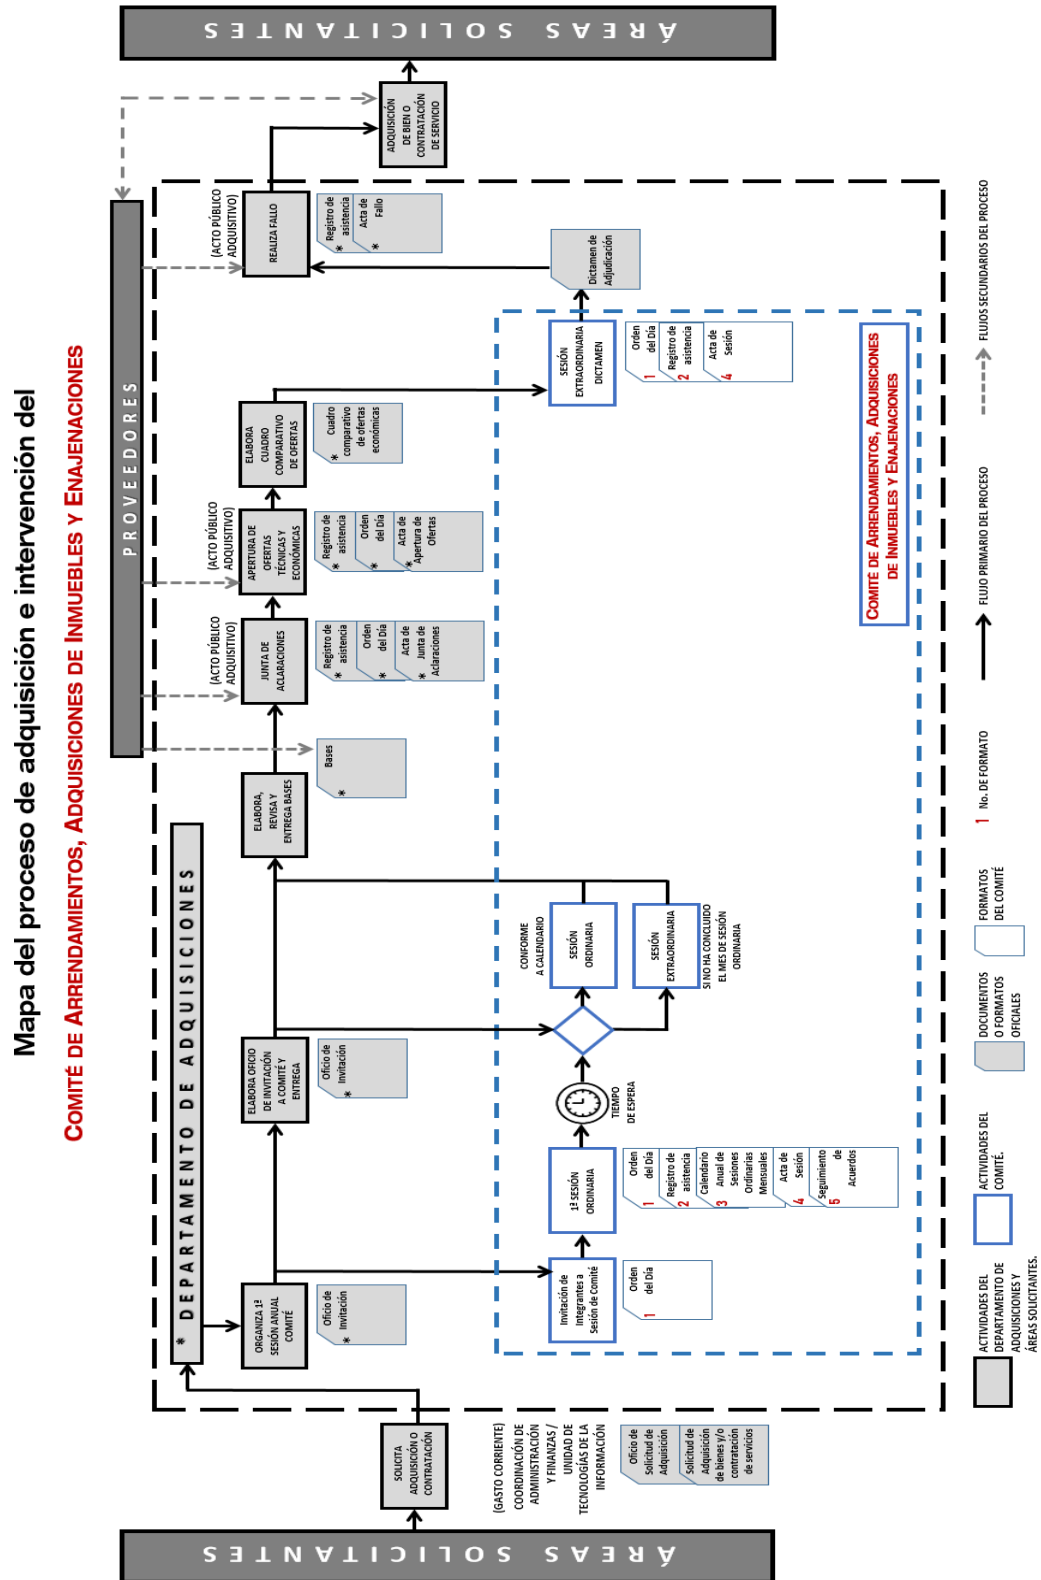 Mapa del proceso de adquisición e intervención del
COMITÉ DE ARRENDAMIENTOS, ADQUISICIONES DE INMUEBLES Y ENAJENACIONES
ÁREAS SOLICITANTES
SOLICITA
ADQUISICIÓN O
CONTRATACIÓN
(GASTO CORRIENTE)
COORDINACIÓN DE
ADMINISTRACIÓN
Y FINANZAS /
UNIDAD DE
TECNOLOGÍAS DE LA
INFORMACIÓN
Oficio de
Solicitud de
Adquisición
Solicitud de
Adquisición
de bienes y/o
contratación
de servicios
* DEPARTAMENTO DE ADQUISICIONES
ORGANIZA 1ª
SESIÓN ANUAL
COMITÉ
Oficio de
Invitación
*
ELABORA OFICIO
DE INVITACIÓN
A COMITÉ Y
ENTREGA
Oficio de
Invitación
*
ELABORA,
REVISA Y
ENTREGA BASES
Bases
*
PROVEEDORES
(ACTO PÚBLICO
ADQUISITIVO)
JUNTA DE
ACLARACIONES
Registro de
* asistencia
Orden
* del Día
Acta de
Junta de
* Aclaraciones
(ACTO PÚBLICO
ADQUISITIVO)
APERTURA DE
OFERTAS
TÉCNICAS Y
ECONÓMICAS
Registro de
* asistencia
Orden
* del Día
Acta de
* Apertura de
Ofertas
ELABORA
CUADRO
COMPARATIVO
DE OFERTAS
Cuadro
* comparativo
de ofertas
económicas
(ACTO PÚBLICO
ADQUISITIVO)
REALIZA FALLO
Registro de
* asistencia
Acta de
* Fallo
ADQUISICIÓN
DE BIEN O
CONTRATACIÓN
DE SERVICIO
ÁREAS SOLICITANTES
Invitación de
Integrantes a
Sesión de Comité
Orden
1 del Día
1ª SESIÓN
ORDINARIA
Orden
1 del Día
Registro de
2 asistencia
Calendario
3 Anual de
Sesiones
Ordinarias
Mensuales
Acta de
4 Sesión
Seguimiento
5 de
Acuerdos
TIEMPO
DE ESPERA
CONFORME
A CALENDARIO
SESIÓN
ORDINARIA
SESIÓN
EXTRAORDINARIA
SI NO HA CONCLUIDO
EL MES DE SESIÓN
ORDINARIA
SESIÓN
EXTRAORDINARIA
DICTAMEN
Orden
1 del Día
Registro de
2 asistencia
Acta de
4 Sesión
Dictamen de
Adjudicación
COMITÉ DE ARRENDAMIENTOS, ADQUISICIONES
DE INMUEBLES Y ENAJENACIONES
ACTIVIDADES DEL
DEPARTAMENTO DE
ADQUISICIONES Y
ÁREAS SOLICITANTES.
ACTIVIDADES DEL
COMITÉ.
DOCUMENTOS
O FORMATOS
OFICIALES
FORMATOS
DEL COMITÉ
1 No. DE FORMATO
FLUJO PRIMARIO DEL PROCESO
FLUJOS SECUNDARIOS DEL PROCESO